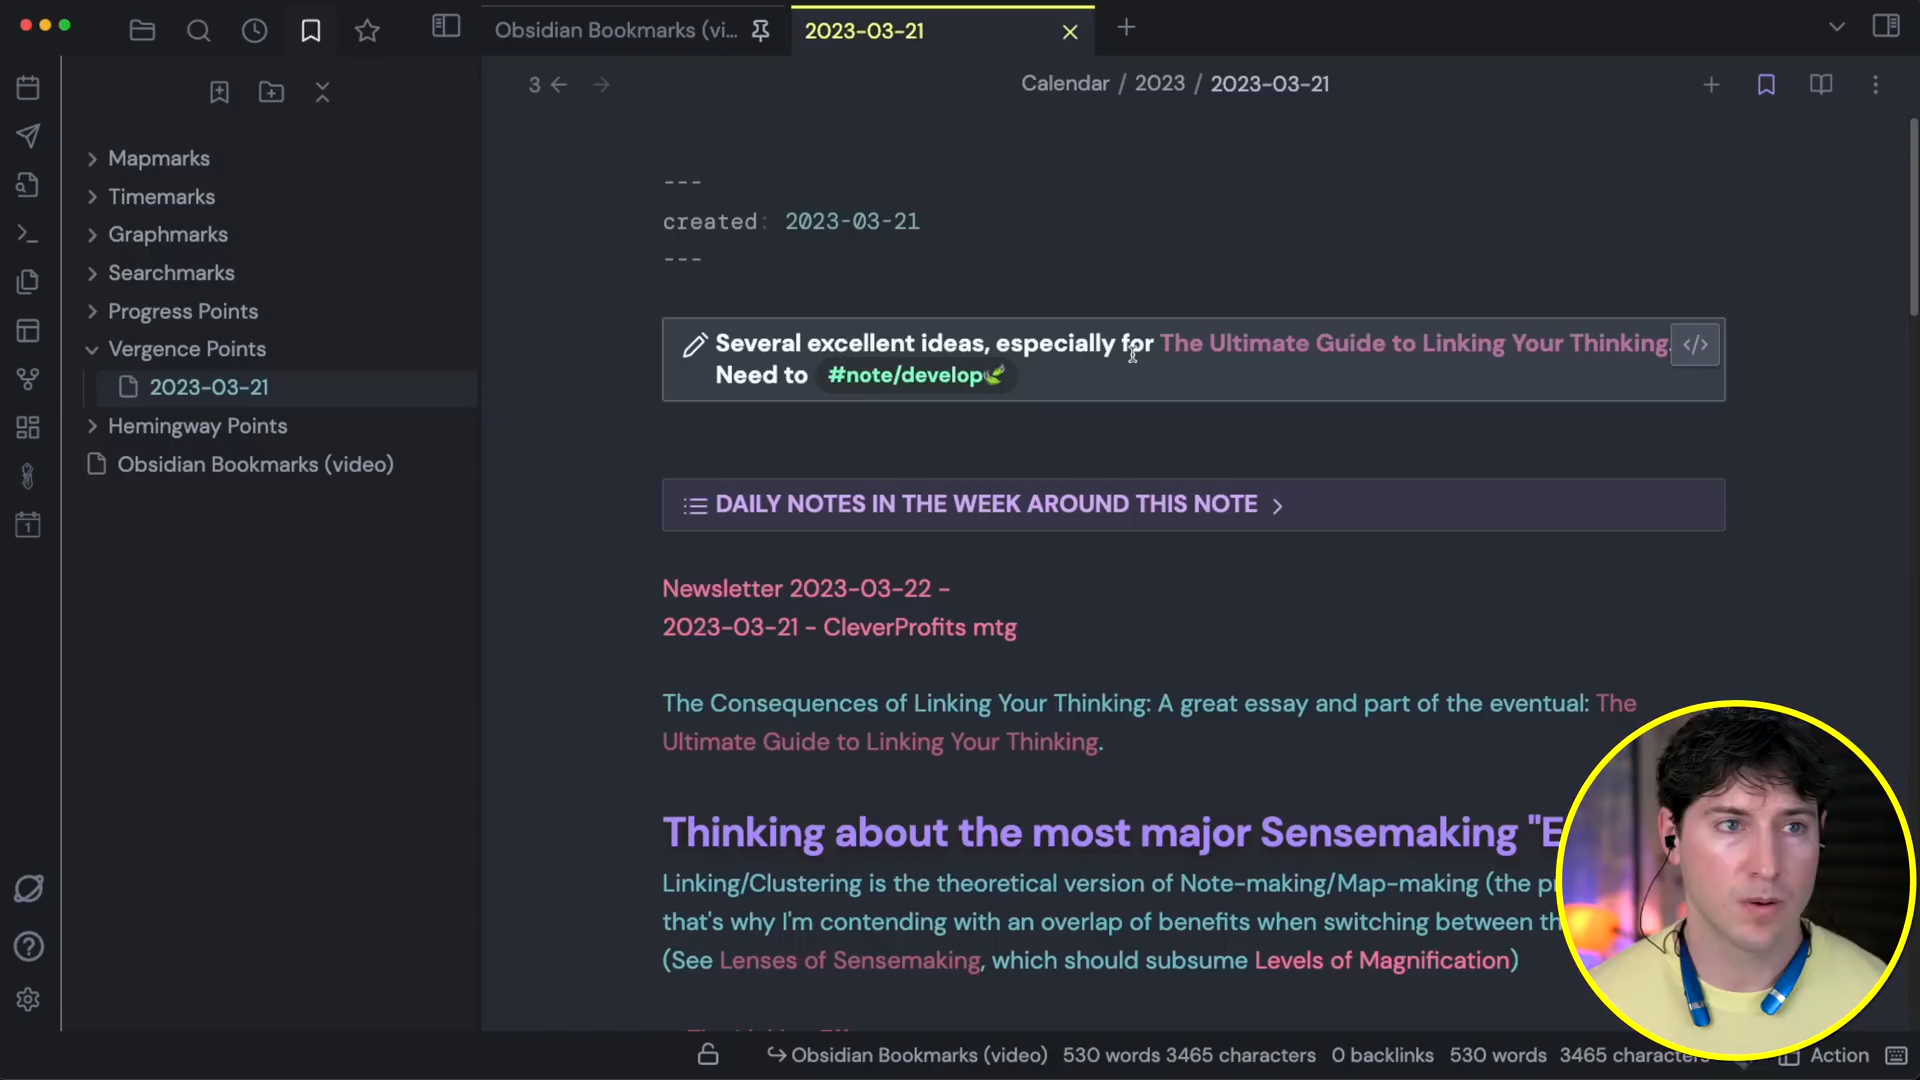 Obsidian Bookmarks (vi...
2023-03-21
3
Calendar / 2023 / 2023-03-21
Mapmarks
Timemarks
Graphmarks
Searchmarks
Progress Points
Vergence Points
2023-03-21
Hemingway Points
Obsidian Bookmarks (video)
1
---
created: 2023-03-21
---
Several excellent ideas, especially for The Ultimate Guide to Linking Your Thinking.
</>
Need to #note/develop🌿
DAILY NOTES IN THE WEEK AROUND THIS NOTE
Newsletter 2023-03-22 -
2023-03-21 - CleverProfits mtg
The Consequences of Linking Your Thinking: A great essay and part of the eventual: The
Ultimate Guide to Linking Your Thinking.
Thinking about the most major Sensemaking "E
Linking/Clustering is the theoretical version of Note-making/Map-making (the p
that's why I'm contending with an overlap of benefits when switching between th
(See Lenses of Sensemaking, which should subsume Levels of Magnification)
Obsidian Bookmarks (video) 530 words 3465 characters 0 backlinks 530 words 3465 characters Action